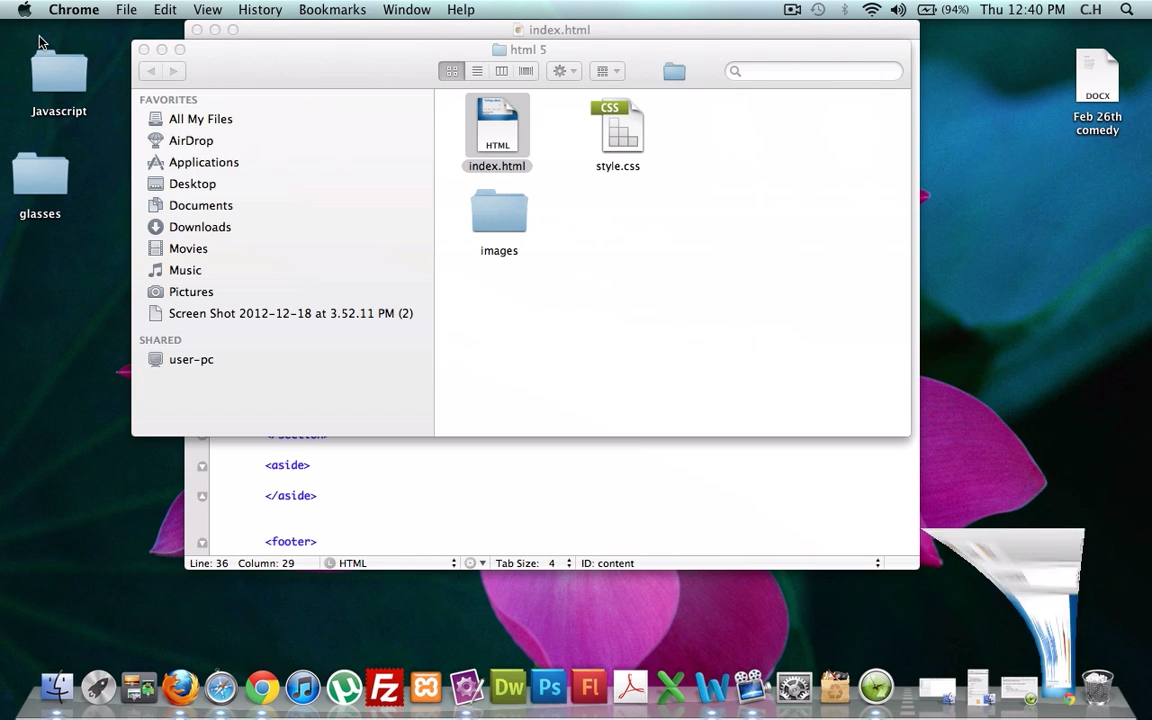 Chrome File Edit View History Bookmarks Window Help (94%) Thu 12:40 PM C.H
index.html
html 5
Javascript
glasses
DOCX
Feb 26th
comedy
FAVORITES
All My Files
AirDrop
Applications
Desktop
Documents
Downloads
Movies
Music
Pictures
Screen Shot 2012-12-18 at 3.52.11 PM (2)
SHARED
user-pc
HTML
index.html
CSS
style.css
images
</section>
<aside>
</aside>
<footer>
Line: 36 Column: 29 L HTML Tab Size: 4 ID: content
Fz Dw Ps Fl X W